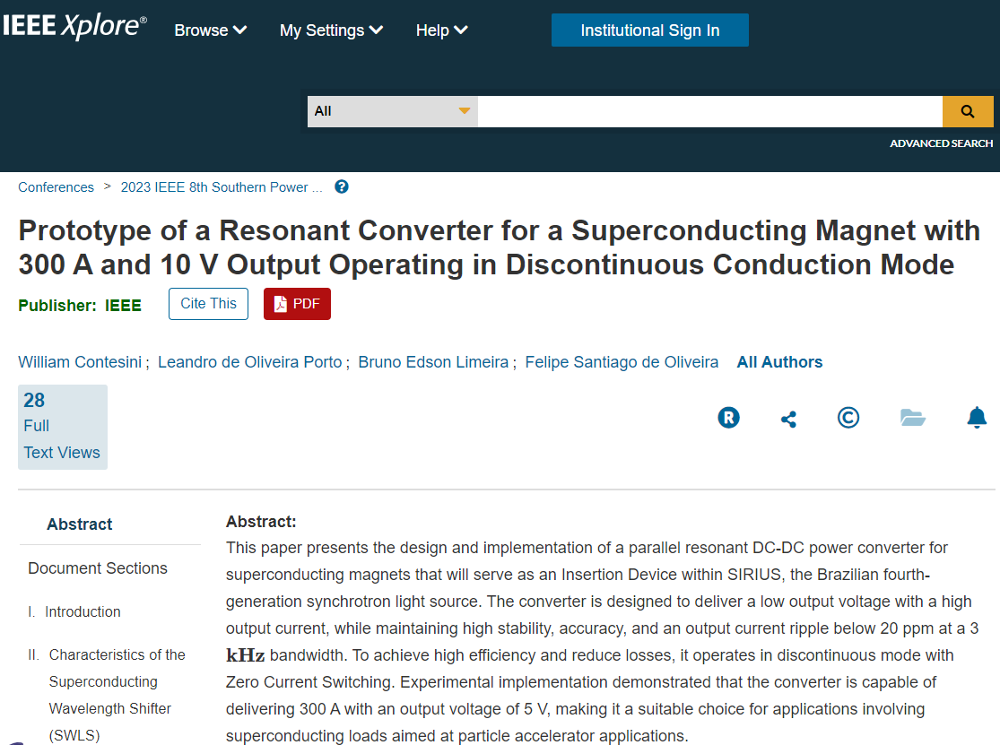 IEEE Xplore®
Browse My Settings Help Institutional Sign In
All
ADVANCED SEARCH
Conferences > 2023 IEEE 8th Southern Power ... ?
Prototype of a Resonant Converter for a Superconducting Magnet with
300 A and 10 V Output Operating in Discontinuous Conduction Mode
Publisher: IEEE Cite This PDF
William Contesini ; Leandro de Oliveira Porto ; Bruno Edson Limeira ; Felipe Santiago de Oliveira All Authors
28
Full
Text Views
R ©
Abstract
Document Sections
I. Introduction
II. Characteristics of the
Superconducting
Wavelength Shifter
(SWLS)
Abstract:
This paper presents the design and implementation of a parallel resonant DC-DC power converter for
superconducting magnets that will serve as an Insertion Device within SIRIUS, the Brazilian fourth-
generation synchrotron light source. The converter is designed to deliver a low output voltage with a high
output current, while maintaining high stability, accuracy, and an output current ripple below 20 ppm at a 3
kHz bandwidth. To achieve high efficiency and reduce losses, it operates in discontinuous mode with
Zero Current Switching. Experimental implementation demonstrated that the converter is capable of
delivering 300 A with an output voltage of 5 V, making it a suitable choice for applications involving
superconducting loads aimed at particle accelerator applications.